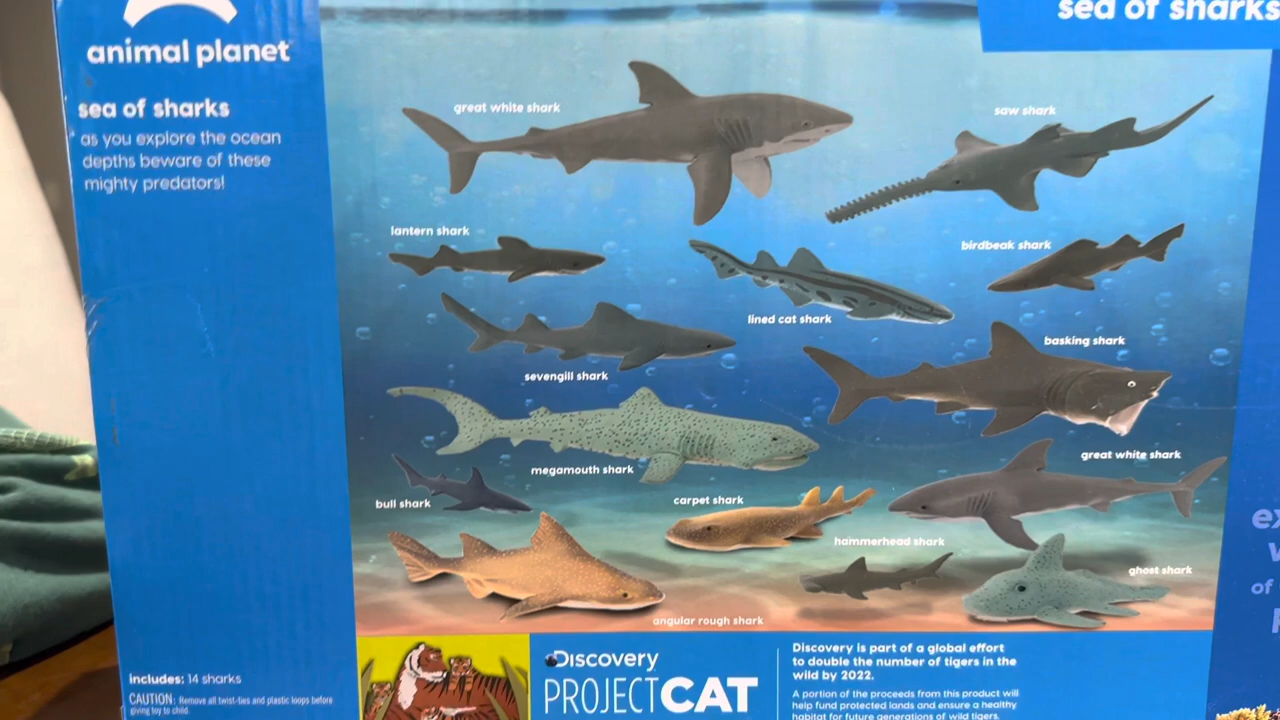 sea of sharks
animal planet
sea of sharks
as you explore the ocean
depths beware of these
mighty predators!
great white shark
saw shark
lantern shark
birdbeak shark
lined cat shark
basking shark
sevengill shark
great white shark
megamouth shark
carpet shark
bull shark
hammerhead shark
ghost shark
angular rough shark
includes: 14 sharks
CAUTION: Remove all twist-ties and plastic loops before
giving toy to child.
Discovery
PROJECT CAT
Discovery is part of a global effort
to double the number of tigers in the
wild by 2022.
A portion of the proceeds from this product will
help fund protected lands and ensure a healthy
habitat for future generations of wild tigers.
of